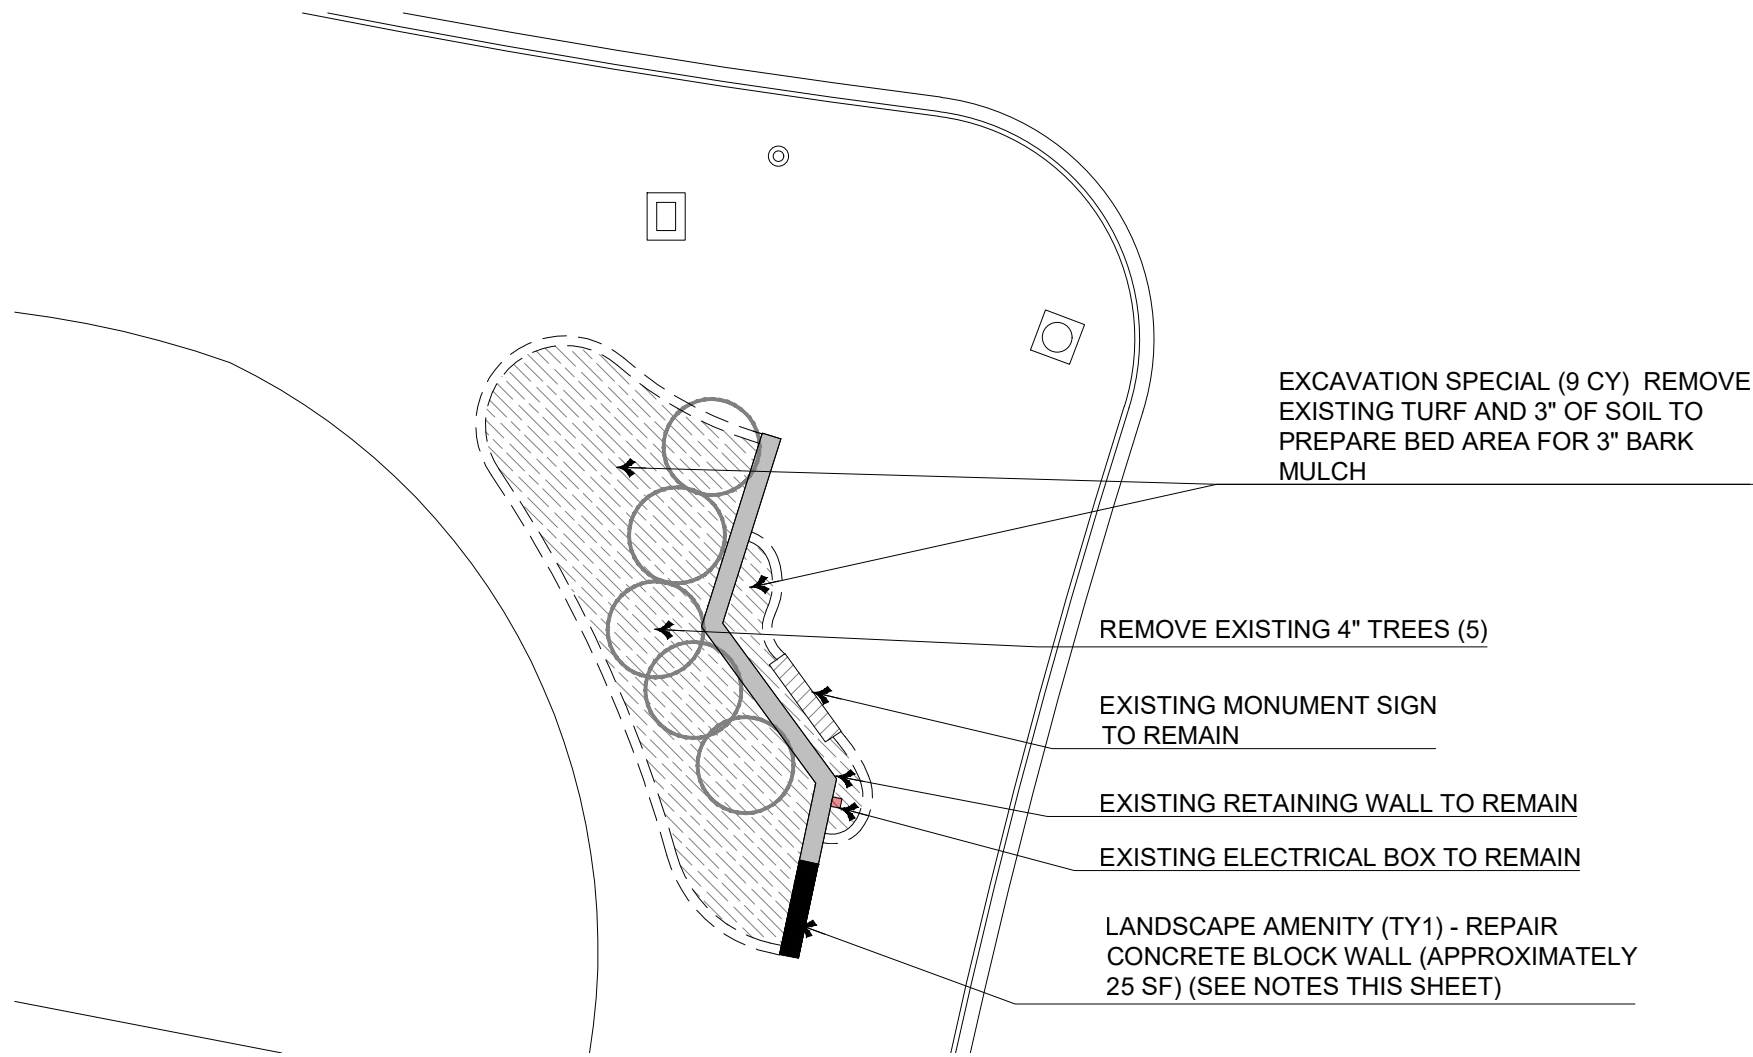 EXCAVATION SPECIAL (9 CY) REMOVE
EXISTING TURF AND 3" OF SOIL TO
PREPARE BED AREA FOR 3" BARK
MULCH
REMOVE EXISTING 4" TREES (5)
EXISTING MONUMENT SIGN
TO REMAIN
EXISTING RETAINING WALL TO REMAIN
EXISTING ELECTRICAL BOX TO REMAIN
LANDSCAPE AMENITY (TY1) - REPAIR
CONCRETE BLOCK WALL (APPROXIMATELY
25 SF) (SEE NOTES THIS SHEET)